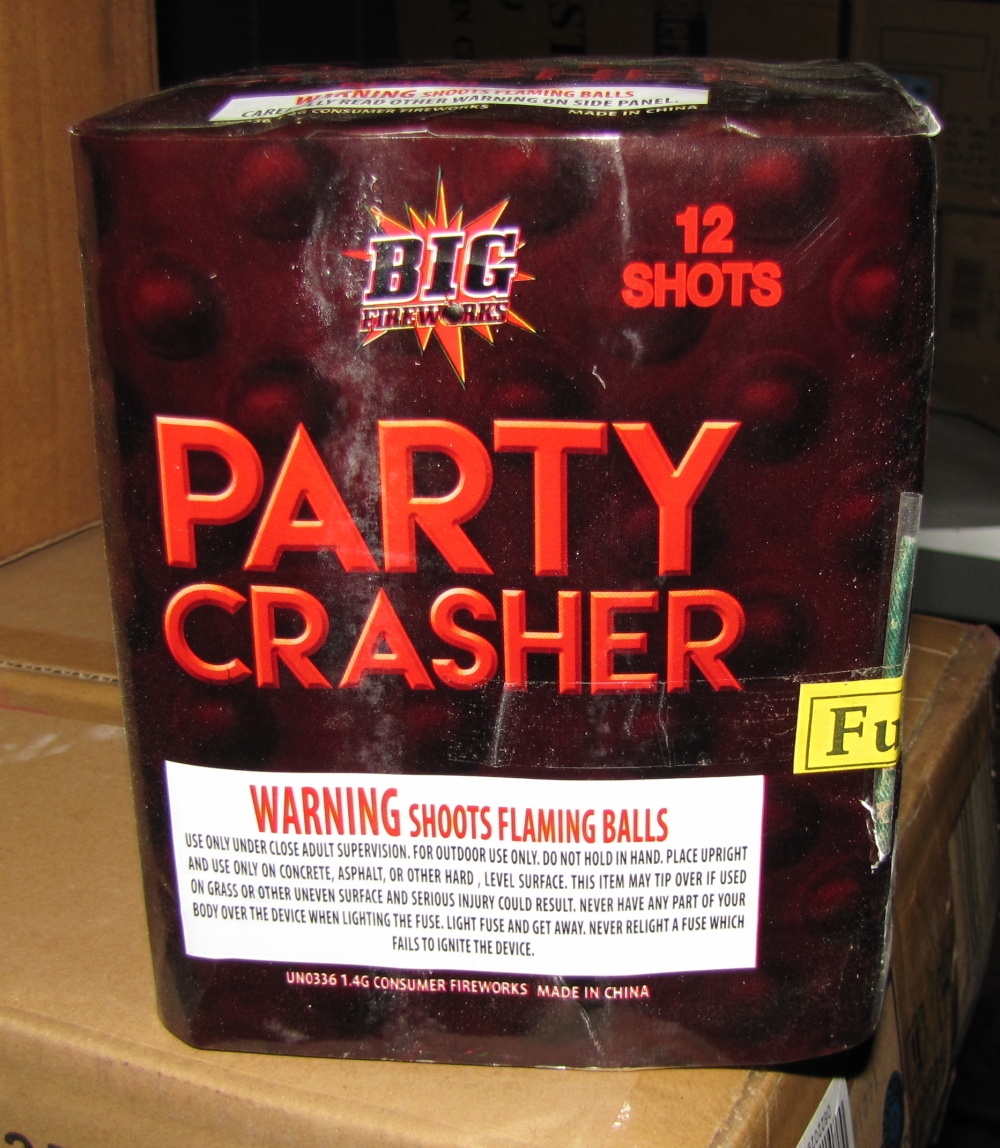 WARNING SHOOTS FLAMING BALLS
CAREFULLY READ OTHER WARNING ON SIDE PANEL.
CONSUMER FIREWORKS MADE IN CHINA
BIG
FIREWORKS
12
SHOTS
PARTY
CRASHER
Fu
WARNING SHOOTS FLAMING BALLS
USE ONLY UNDER CLOSE ADULT SUPERVISION. FOR OUTDOOR USE ONLY. DO NOT HOLD IN HAND. PLACE UPRIGHT
AND USE ONLY ON CONCRETE, ASPHALT, OR OTHER HARD , LEVEL SURFACE. THIS ITEM MAY TIP OVER IF USED
ON GRASS OR OTHER UNEVEN SURFACE AND SERIOUS INJURY COULD RESULT. NEVER HAVE ANY PART OF YOUR
BODY OVER THE DEVICE WHEN LIGHTING THE FUSE. LIGHT FUSE AND GET AWAY. NEVER RELIGHT A FUSE WHICH
FAILS TO IGNITE THE DEVICE.
UN0336 1.4G CONSUMER FIREWORKS MADE IN CHINA